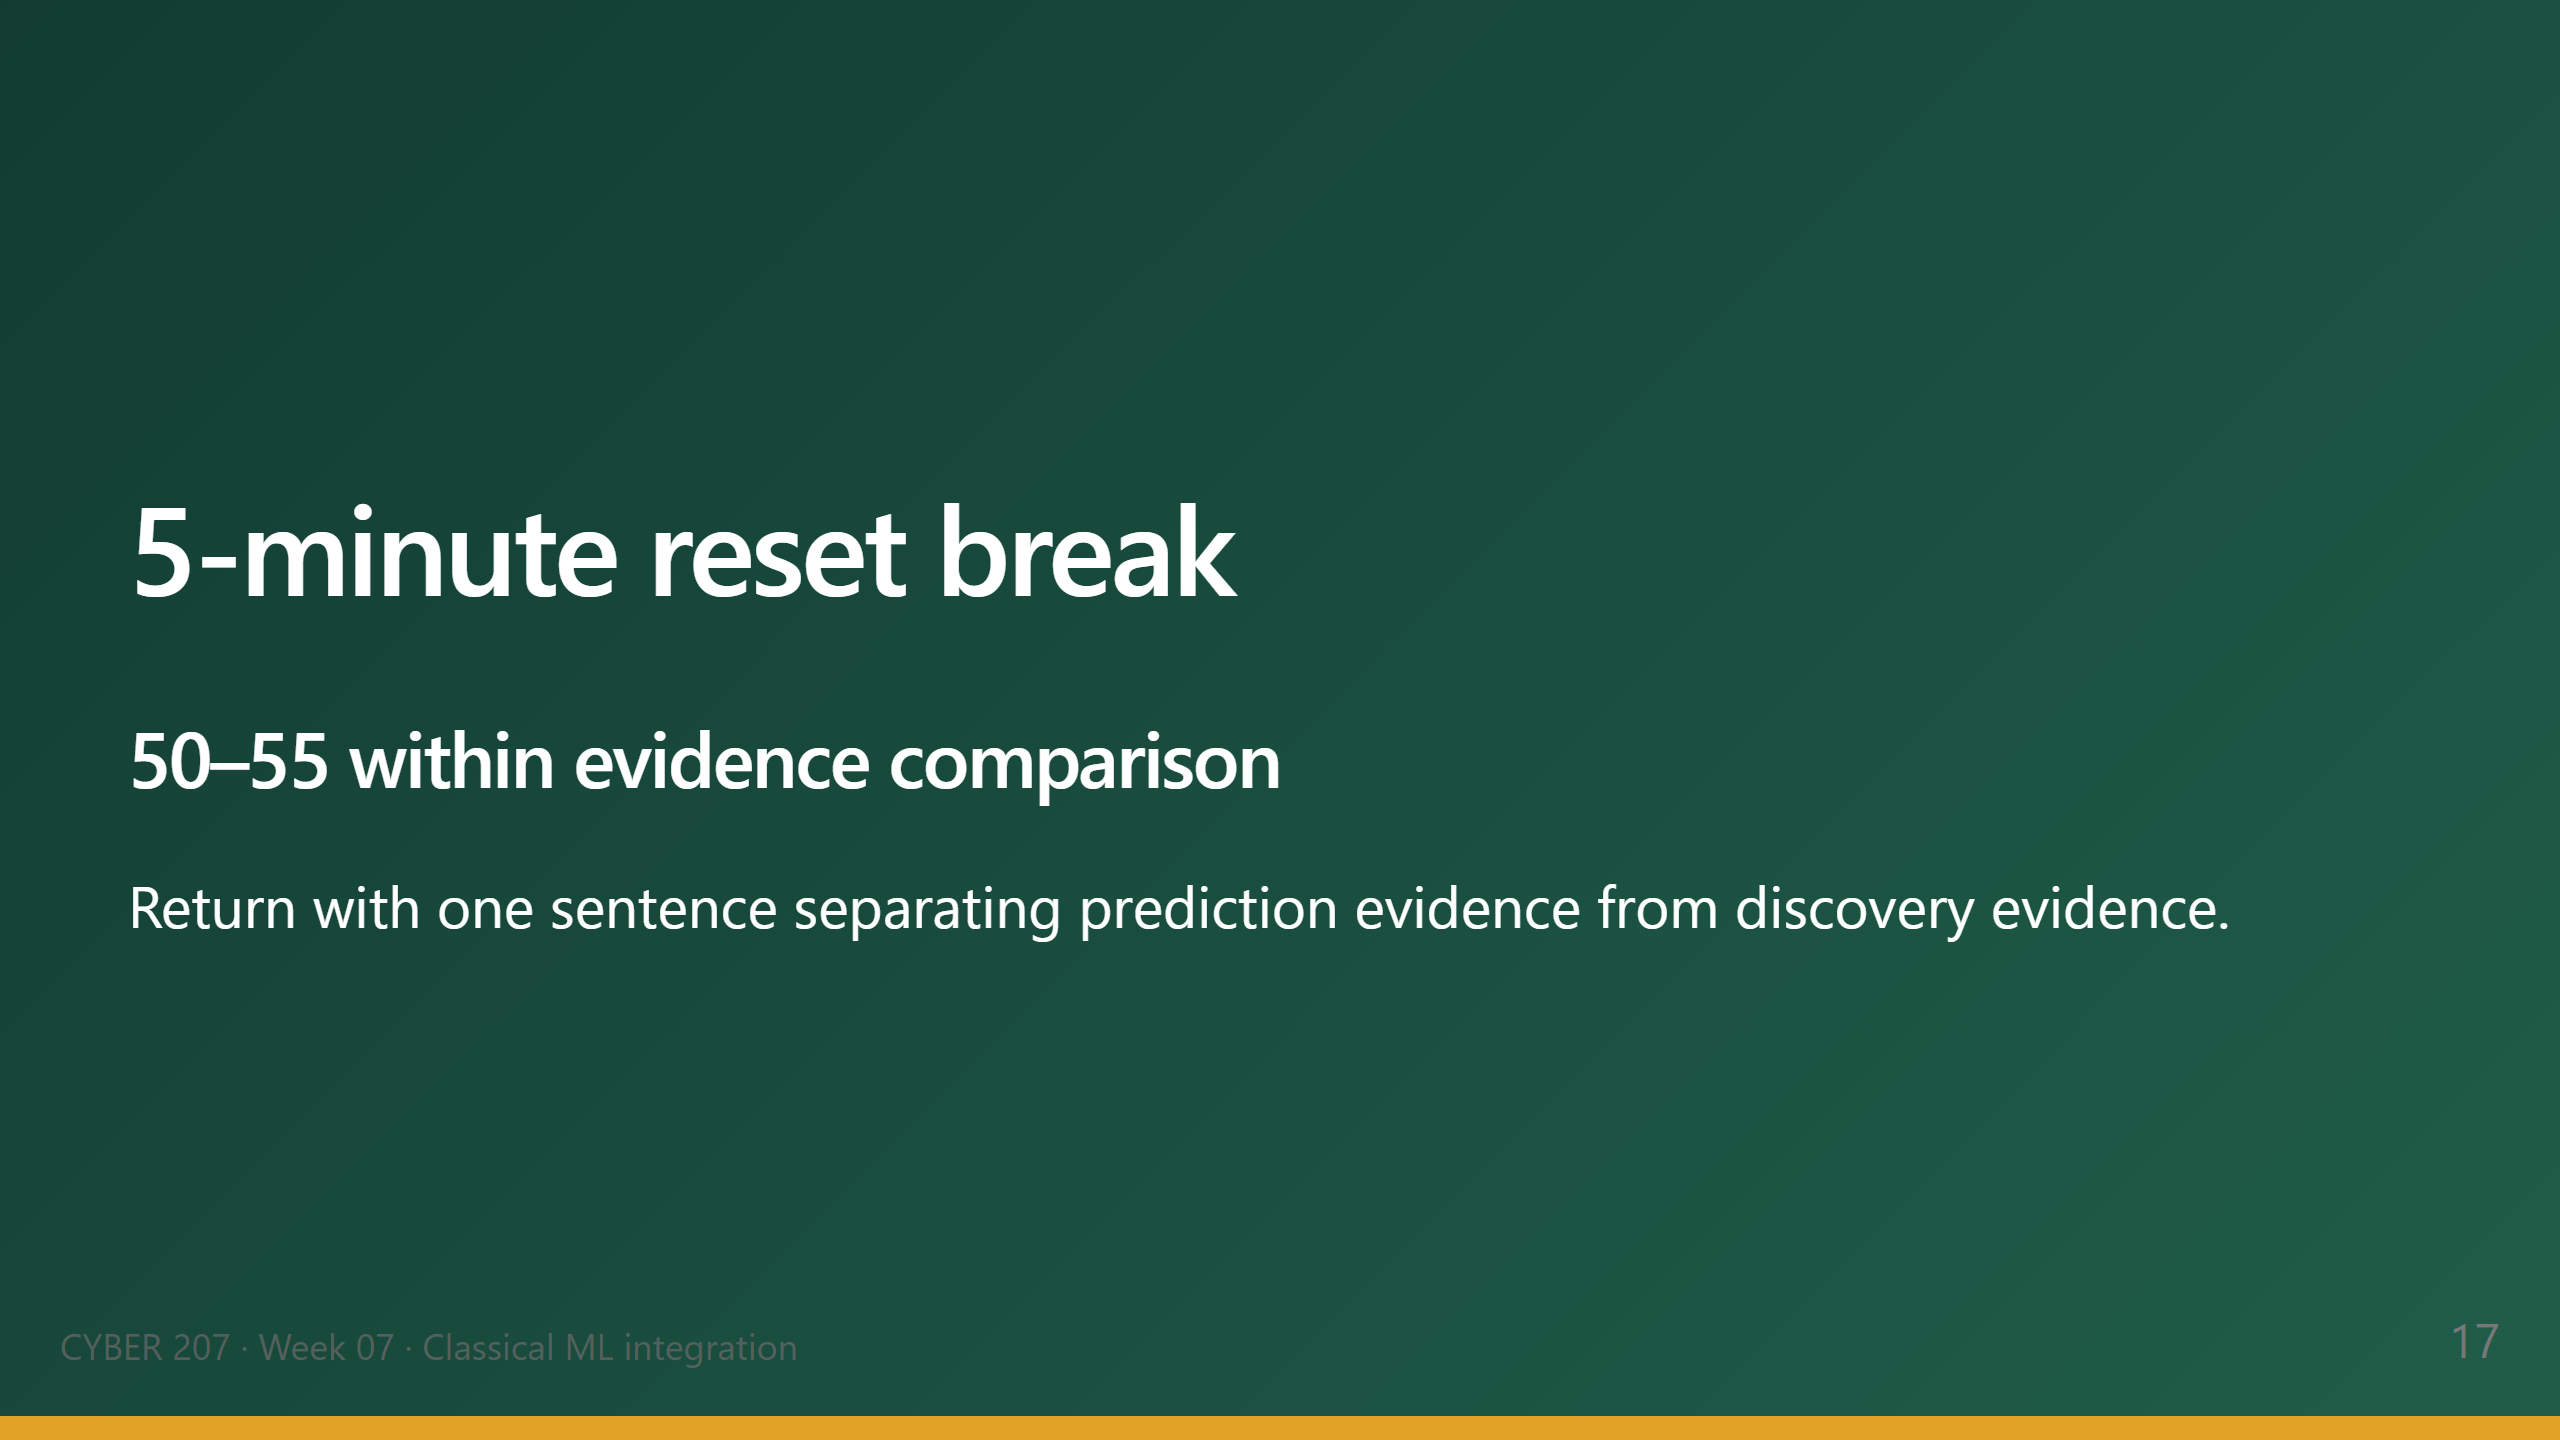 5-minute reset break
50–55 within evidence comparison
Return with one sentence separating prediction evidence from discovery evidence.
CYBER 207 · Week 07 · Classical ML integration
17